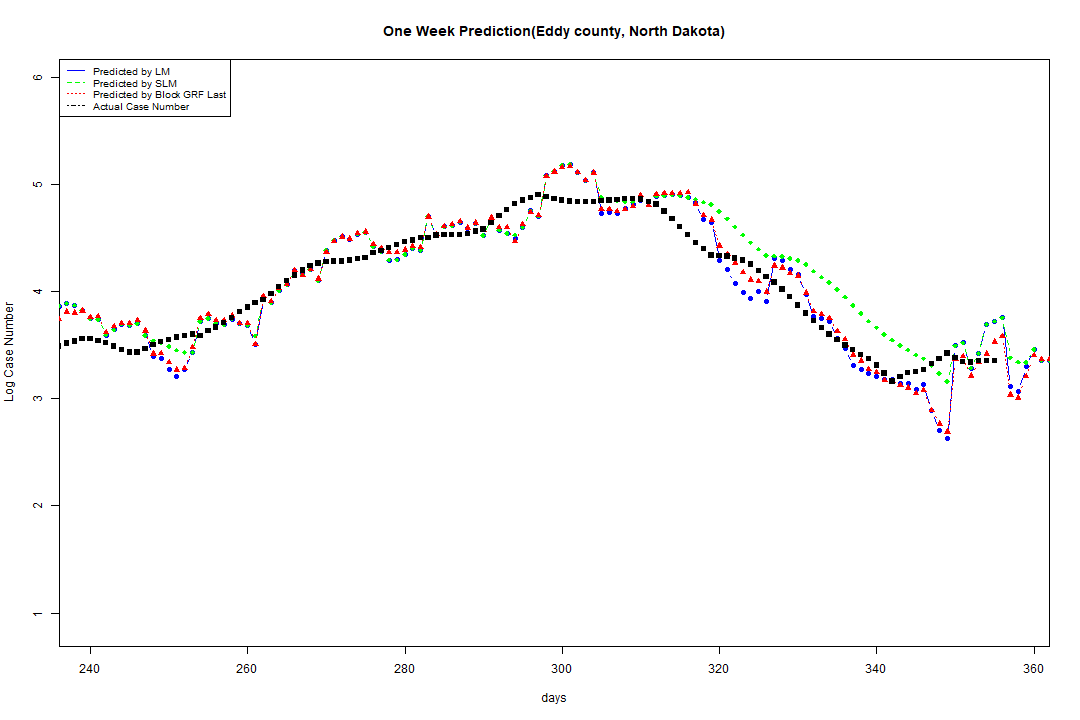 One Week Prediction(Eddy county, North Dakota)
Predicted by LM
Predicted by SLM
Predicted by Block GRF Last
Actual Case Number
6
5
4
3
2
1
Log Case Number
240 260 280 300 320 340 360
days